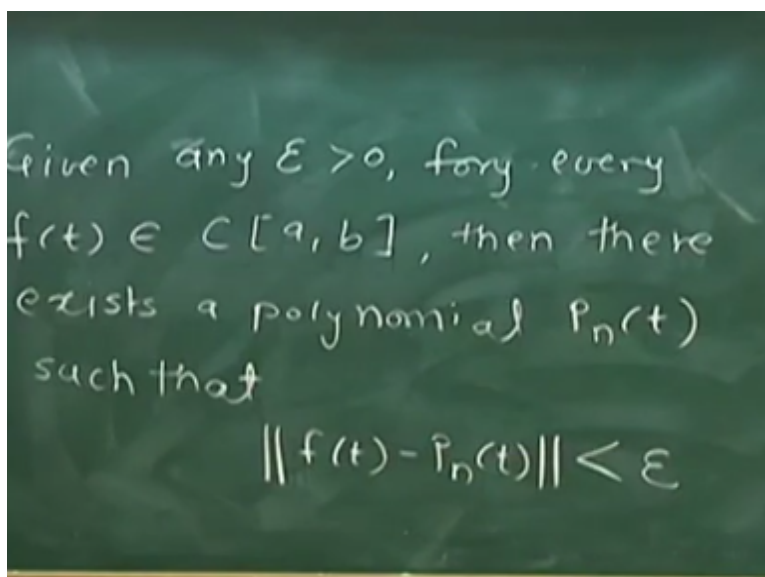 Given any ε >0, fory every
f(t) ∈ C[a,b], then there
exists a polynomial Pn(t)
such that
||f(t)-Pn(t)|| < ε